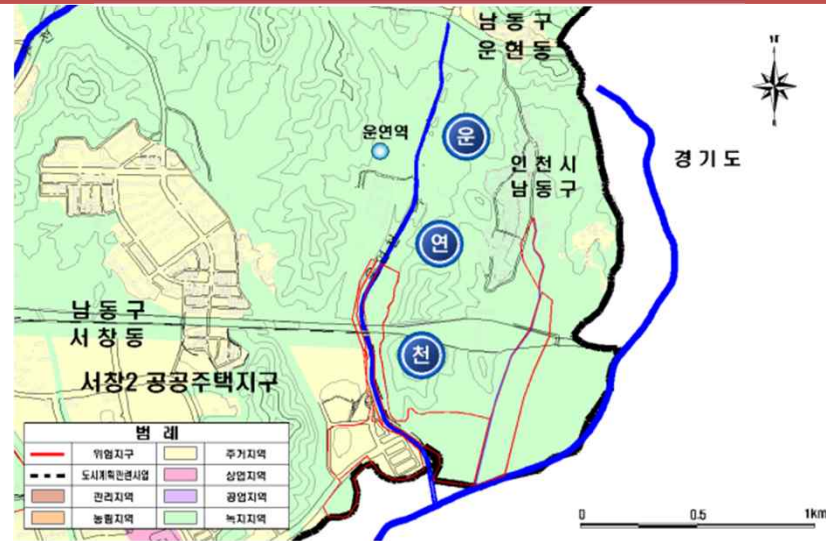 남동구
운현동
운연역
운
인천시
남동구
경기도
연
남동구
서창동
천
서창2 공공주택지구
범 례
위험지구
주거지역
도시계획관련사업
상업지역
관리지역
공업지역
농림지역
녹지지역
0 0.5 1km